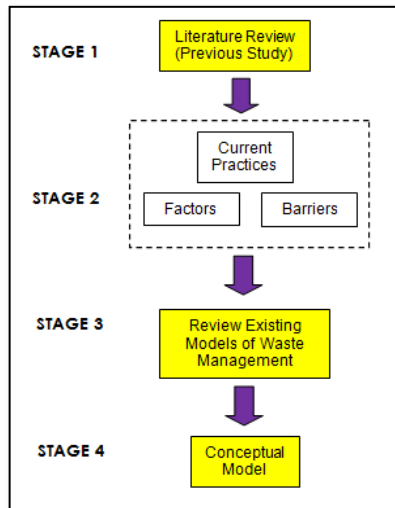 STAGE 1
Literature Review
(Previous Study)
STAGE 2
Current
Practices
Factors
Barriers
STAGE 3
Review Existing
Models of Waste
Management
STAGE 4
Conceptual
Model